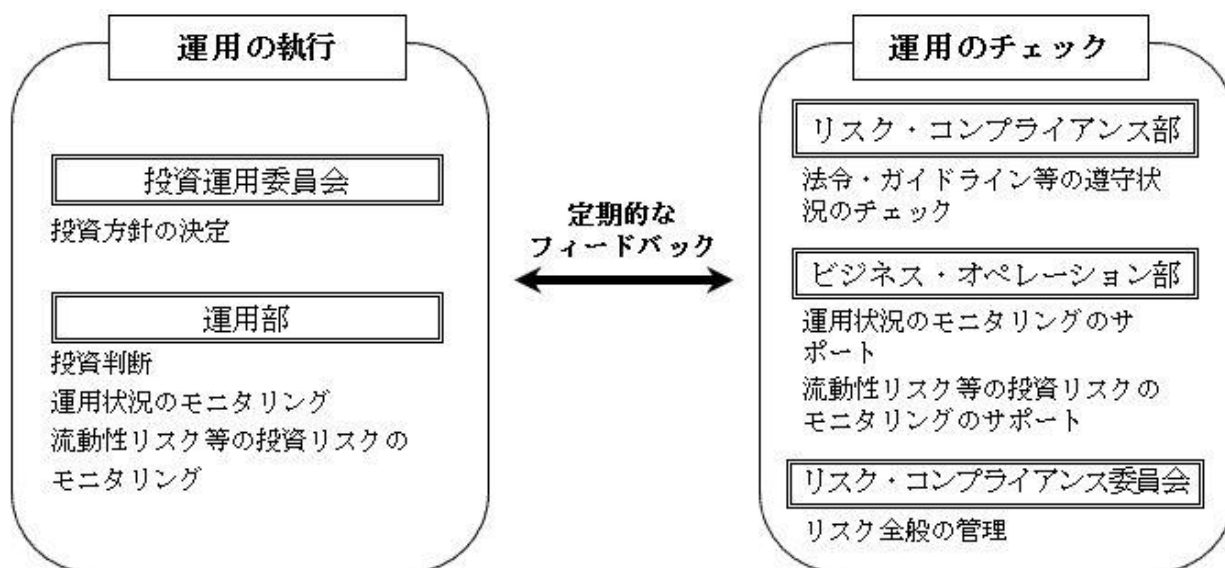 運用の執行
投資運用委員会
投資方針の決定
運用部
投資判断
運用状況のモニタリング
流動性リスク等の投資リスクの
モニタリング
定期的な
フィードバック
運用のチェック
リスク・コンプライアンス部
法令・ガイドライン等の遵守状
況のチェック
ビジネス・オペレーション部
運用状況のモニタリングのサ
ポート
流動性リスク等の投資リスクの
モニタリングのサポート
リスク・コンプライアンス委員会
リスク全般の管理